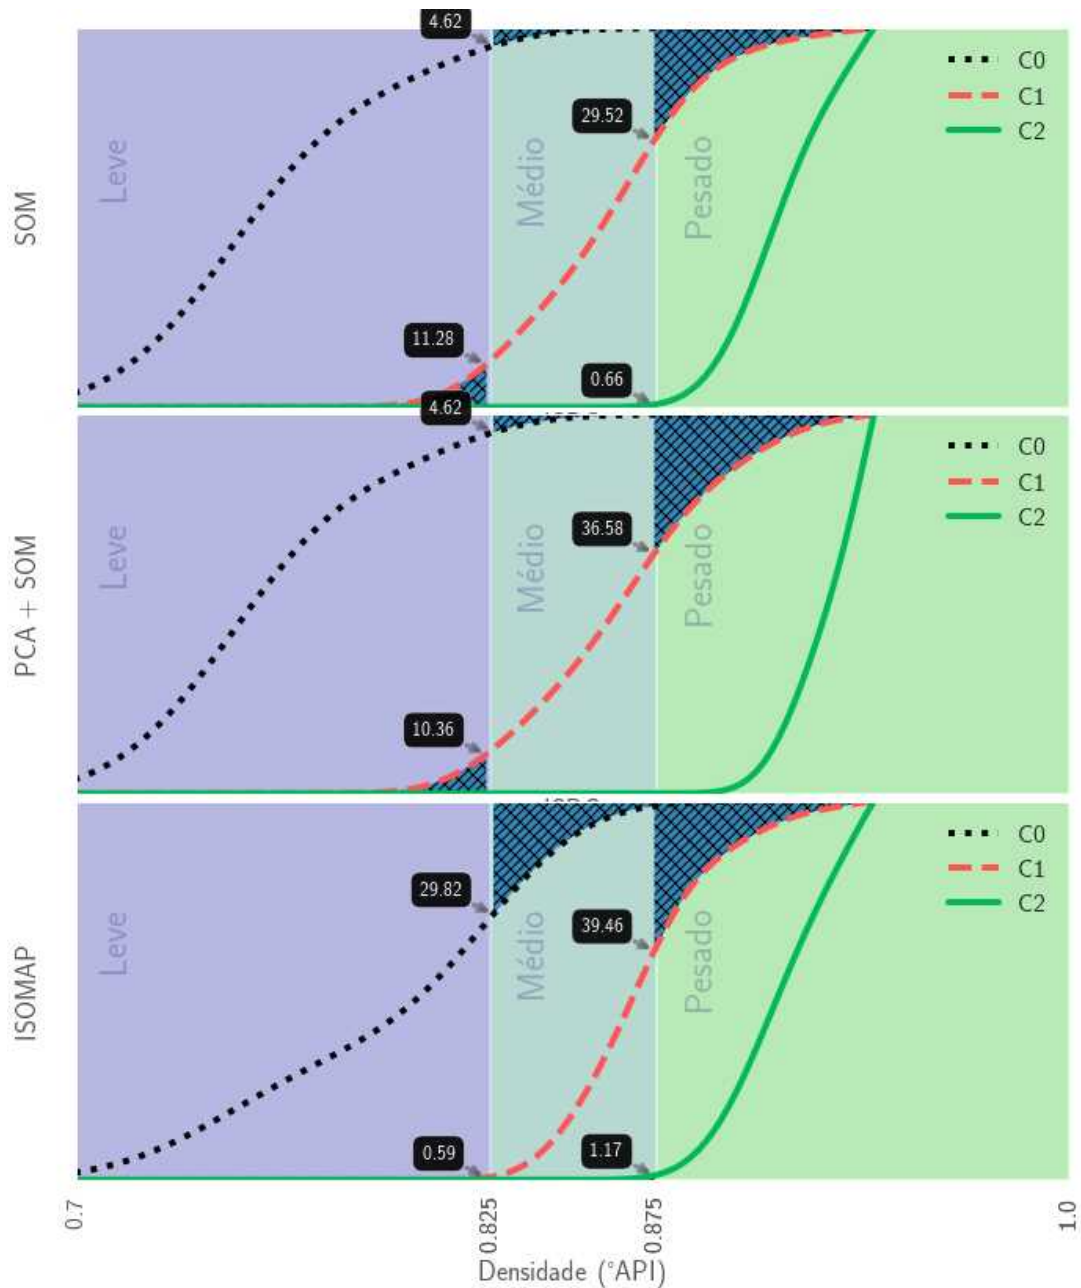 4.62
C0
C1
C2
29.52
Leve
Médio
Pesado
SOM
11.28
0.66
4.62
C0
C1
C2
36.58
Leve
Médio
Pesado
PCA + SOM
10.36
C0
C1
C2
29.82
39.46
Leve
Médio
Pesado
ISOMAP
0.59
1.17
0.7
0.825
0.875
1.0
Densidade (°API)